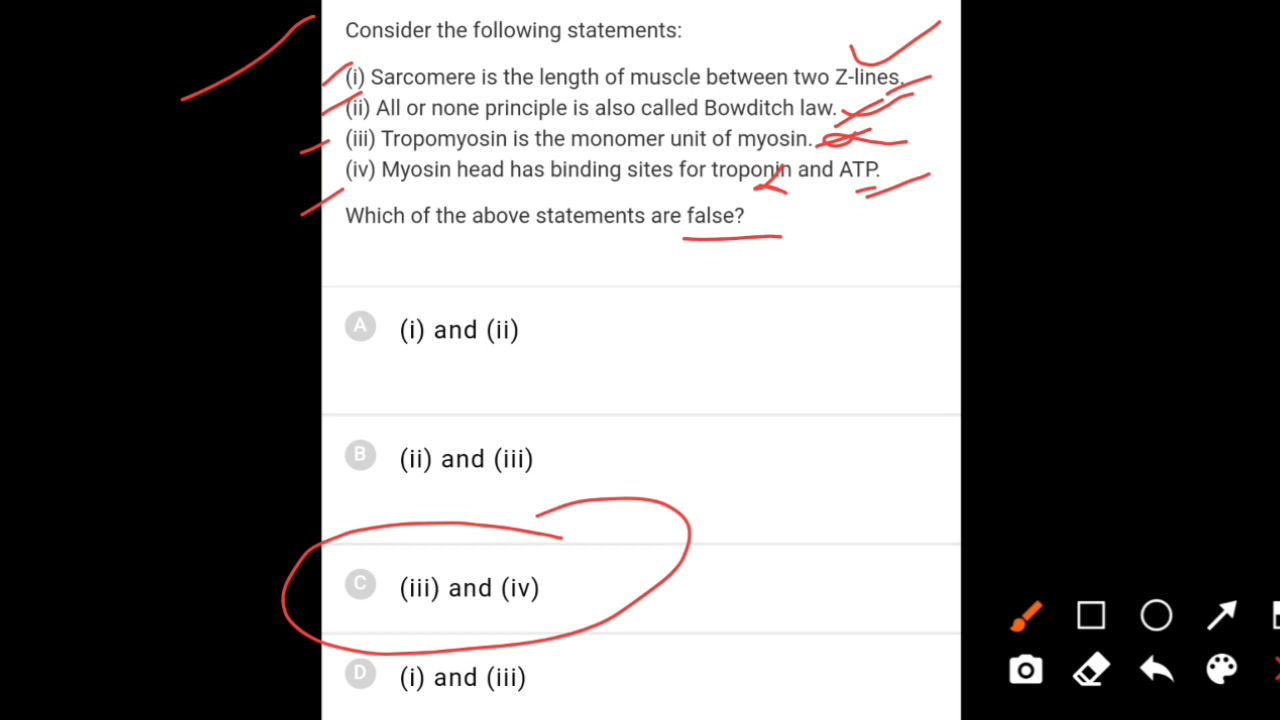 Consider the following statements:
(i) Sarcomere is the length of muscle between two Z-lines.
(ii) All or none principle is also called Bowditch law.
(iii) Tropomyosin is the monomer unit of myosin.
(iv) Myosin head has binding sites for troponin and ATP.
Which of the above statements are false?
A (i) and (ii)
B (ii) and (iii)
C (iii) and (iv)
D (i) and (iii)